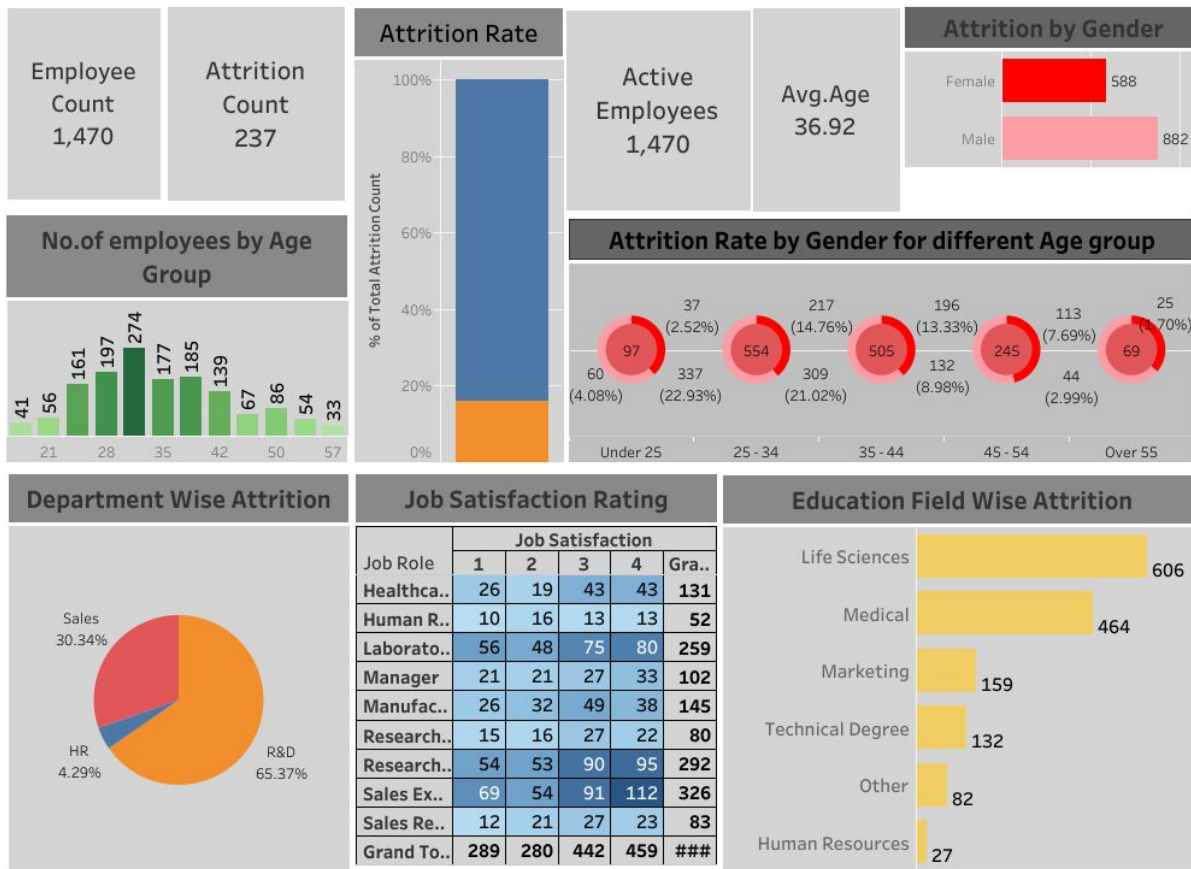 Employee
Count
1,470
Attrition
Count
237
Attrition Rate
% of Total Attrition Count
100%
80%
60%
40%
20%
0%
Active
Employees
1,470
Avg.Age
36.92
Attrition by Gender
Female
588
Male
882
No.of employees by Age
Group
41
56
161
197
274
177
185
139
67
86
54
33
21
28
35
42
50
57
Attrition Rate by Gender for different Age group
37
(2.52%)
217
(14.76%)
196
(13.33%)
113
(7.69%)
25
(1.70%)
97
554
505
245
69
60
(4.08%)
337
(22.93%)
309
(21.02%)
132
(8.98%)
44
(2.99%)
Under 25
25 - 34
35 - 44
45 - 54
Over 55
Department Wise Attrition
Sales
30.34%
HR
4.29%
R&D
65.37%
Job Satisfaction Rating
Job Satisfaction
Job Role 1 2 3 4 Gra..
Healthca.. 26 19 43 43 131
Human R.. 10 16 13 13 52
Laborato.. 56 48 75 80 259
Manager 21 21 27 33 102
Manufac.. 26 32 49 38 145
Research.. 15 16 27 22 80
Research.. 54 53 90 95 292
Sales Ex.. 69 54 91 112 326
Sales Re.. 12 21 27 23 83
Grand To.. 289 280 442 459 ###
Education Field Wise Attrition
Life Sciences
606
Medical
464
Marketing
159
Technical Degree
132
Other
82
Human Resources
27